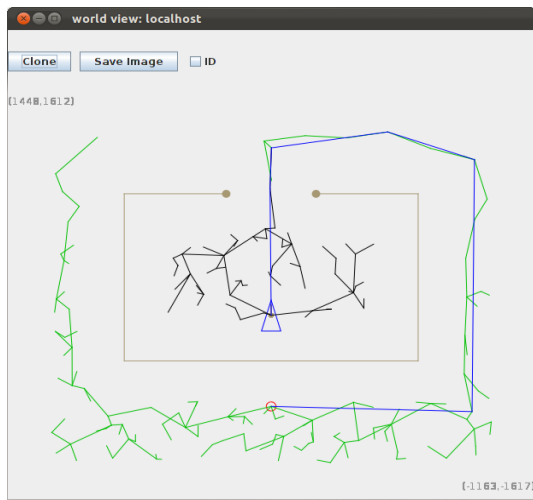 world view: localhost
Clone Save Image ID
(1448,1612)
(-1163,-1617)